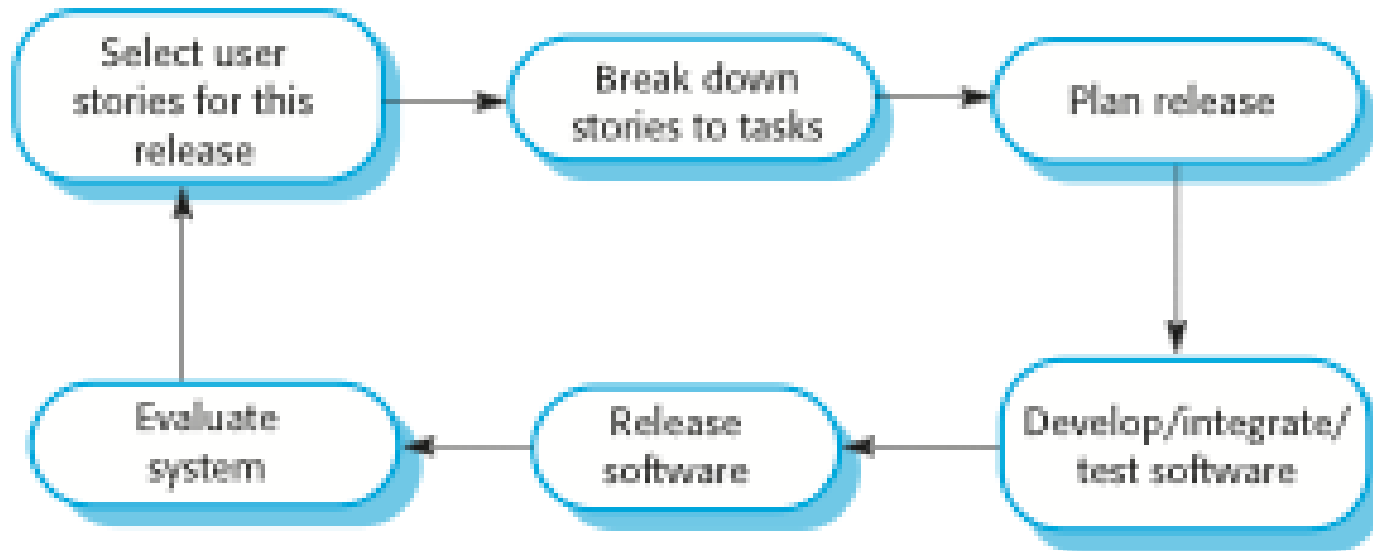 Select user
stories for this
release
Break down
stories to tasks
Plan release
Develop/integrate/
test software
Release
software
Evaluate
system